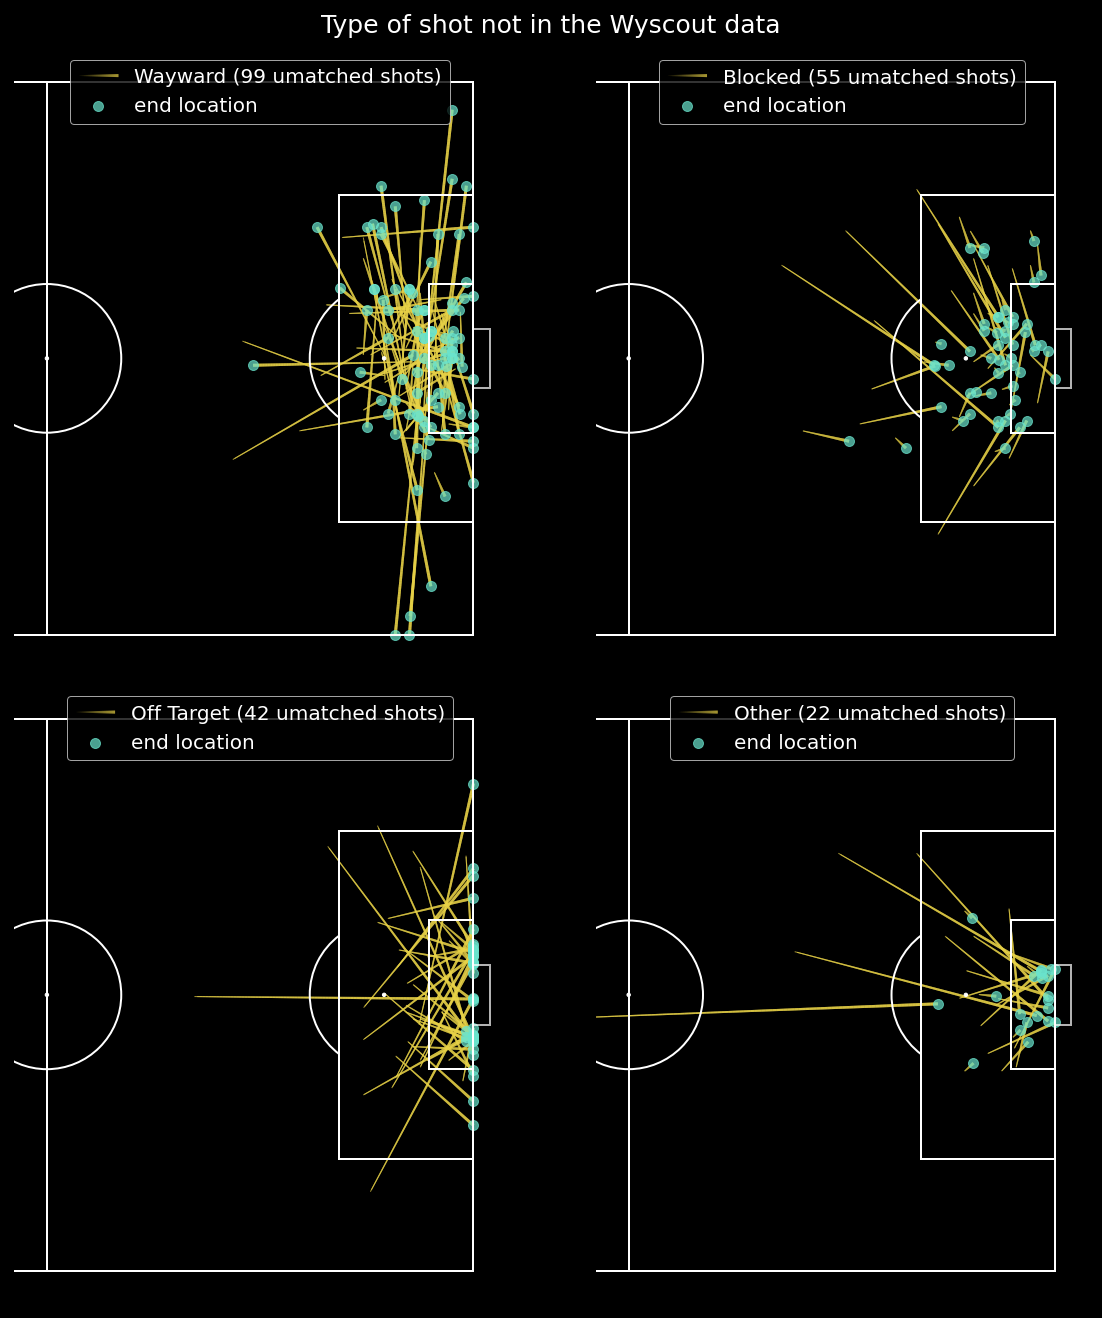 Type of shot not in the Wyscout data
Wayward (99 umatched shots)
end location
Blocked (55 umatched shots)
end location
Off Target (42 umatched shots)
end location
Other (22 umatched shots)
end location